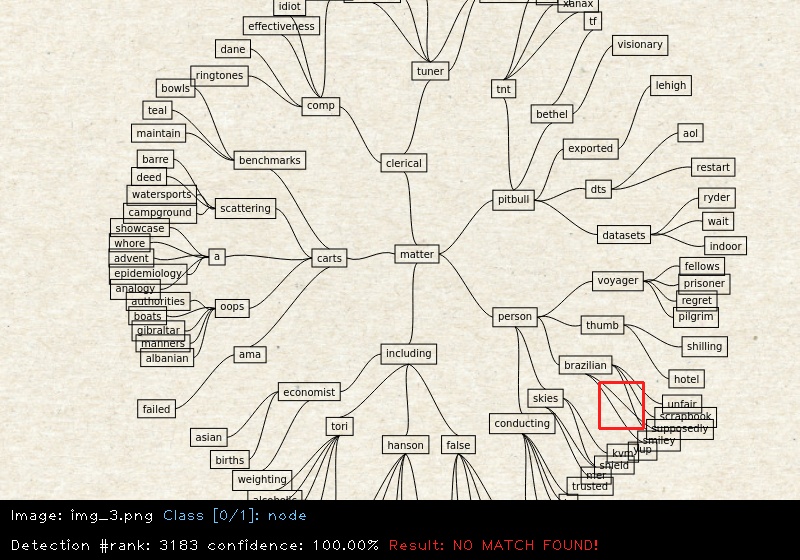 idiot
xanax
effectiveness
tf
dane
visionary
tuner
ringtones
bowls
tnt
lehigh
teal
comp
bethel
maintain
aol
barre
benchmarks
clerical
exported
restart
deed
watersports
dts
campground
scattering
pitbull
ryder
showcase
wait
whore
datasets
indoor
advent
a
carts
matter
epidemiology
fellows
analogy
voyager
prisoner
authorities
regret
boats
oops
person
pilgrim
gibraltar
thumb
manners
shilling
albanian
ama
including
brazilian
hotel
economist
skies
unfair
failed
scrapbook
tori
conducting
supposedly
asian
hanson
false
smiley
births
yup
kvm
shield
weighting
mer
trusted
alcoholic
Image: img_3.png Class [0/1]: node
Detection #rank: 3183 confidence: 100.00% Result: NO MATCH FOUND!